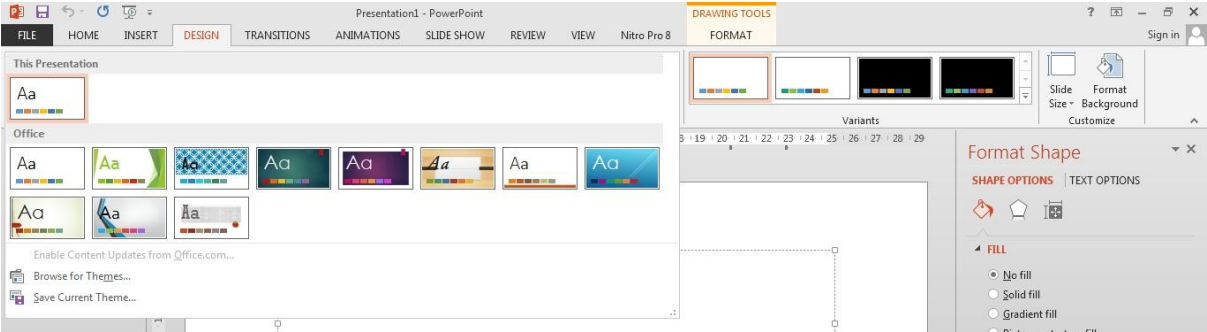 Presentation1 - PowerPoint
DRAWING TOOLS
?
FILE HOME INSERT DESIGN TRANSITIONS ANIMATIONS SLIDE SHOW REVIEW VIEW Nitro Pro 8 FORMAT Sign in
This Presentation
Aa
Office
Aa Aa Aa Aa Aa Aa Aa Aa
Aa Aa Aa
Enable Content Updates from Office.com...
Browse for Themes...
Save Current Theme...
Slide Size Format Background
Variants Customize
19 20 21 22 23 24 25 26 27 28 29
Format Shape
SHAPE OPTIONS TEXT OPTIONS
FILL
No fill
Solid fill
Gradient fill